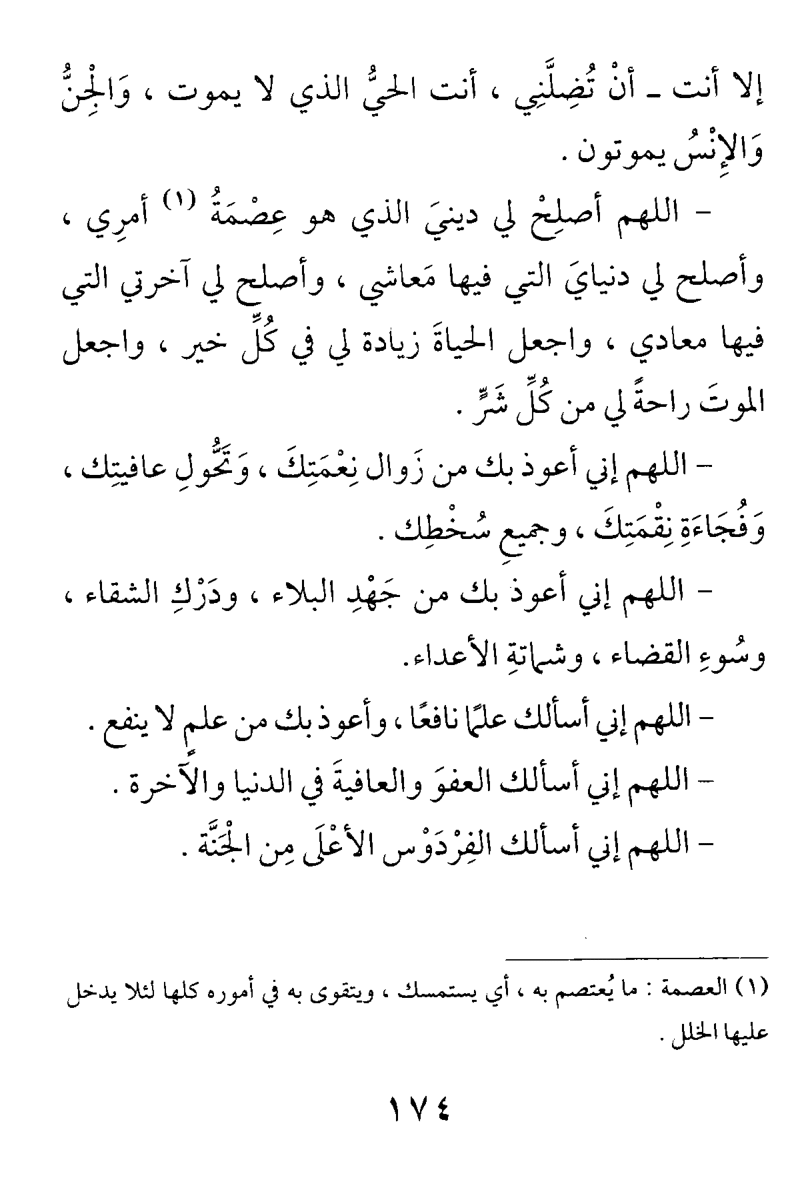 إلا أنت ـ أنْ تُضِلَّنِي ، أنت الحيُّ الذي لا يموت ، وَالْجِنُّ
وَالإِنْسُ يموتون .
– اللهم أصلِحْ لي دينيَ الذي هو عِصْمَةُ (١) أمرِي ،
وأصلح لي دنيايَ التي فيها مَعاشي ، وأصلح لي آخرتي التي
فيها معادي ، واجعل الحياةَ زيادة لي في كُلِّ خير ، واجعل
الموتَ راحةً لي من كُلِّ شَرٍّ .
– اللهم إني أعوذ بك من زَوال نِعْمَتِكَ ، وَتَحَُّولِ عافيتِك ،
وَفُجَاءَةِ نِقْمَتِكَ ، وجميعِ سُخْطِك .
– اللهم إني أعوذ بك من جَهْدِ البلاء ، ودَرْكِ الشقاء ،
وسُوءِ القضاء ، وشماتةِ الأعداء.
– اللهم إني أسألك علمًا نافعًا ، وأعوذ بك من علمٍ لا ينفع .
– اللهم إني أسألك العفوَ والعافيةَ في الدنيا والآخرة .
– اللهم إني أسألك الفِرْدَوْس الأعْلَى مِن الْجَنَّة .
(١) العصمة : ما يُعتصم به ، أي يستمسك ، ويتقوى به في أموره كلها لئلا يدخل
عليها الخلل .
١٧٤